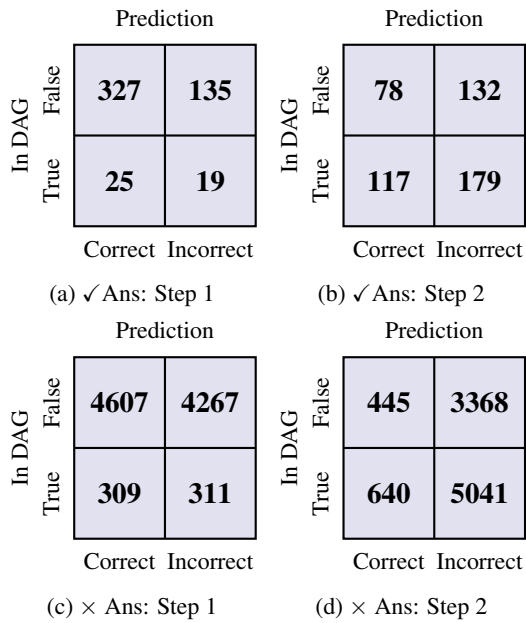 Prediction Prediction
In DAG False 327 135 In DAG False 78 132
True 25 19 True 117 179
Correct Incorrect Correct Incorrect
(a) ✓Ans: Step 1 (b) ✓Ans: Step 2
Prediction Prediction
In DAG False 4607 4267 In DAG False 445 3368
True 309 311 True 640 5041
Correct Incorrect Correct Incorrect
(c) × Ans: Step 1 (d) × Ans: Step 2